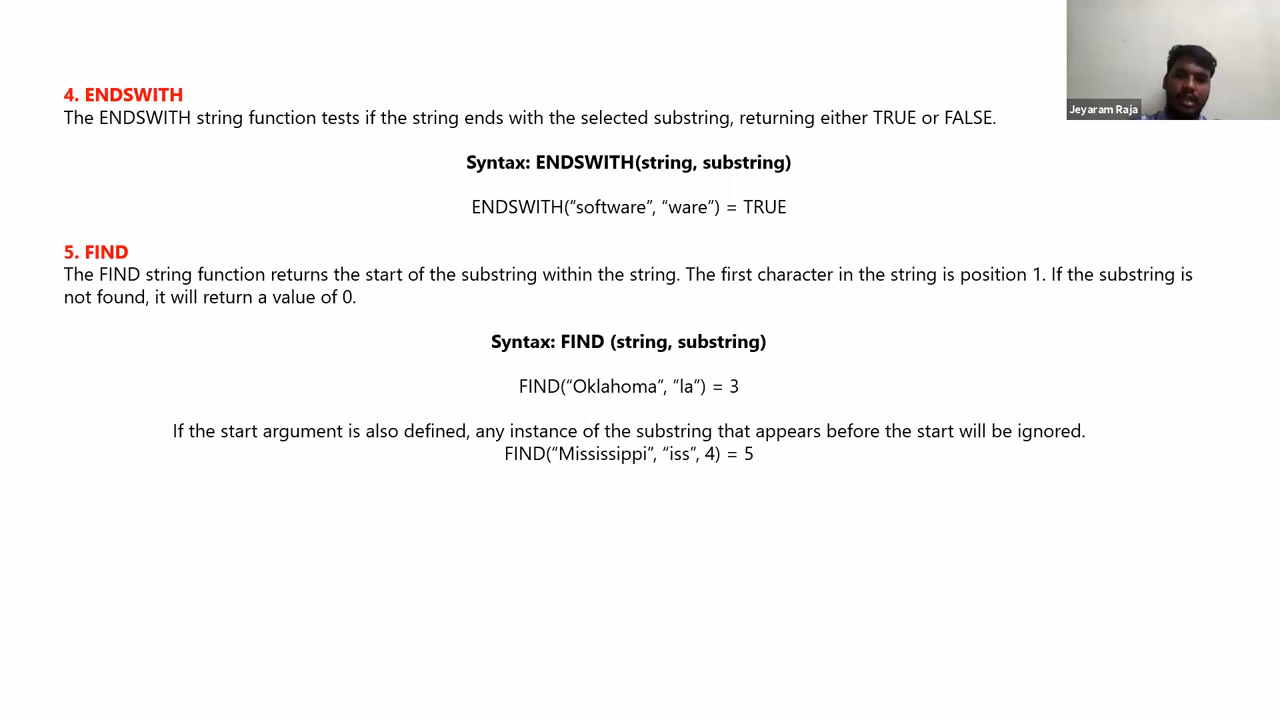 4. ENDSWITH
The ENDSWITH string function tests if the string ends with the selected substring, returning either TRUE or FALSE.
Jeyaram Raja
Syntax: ENDSWITH(string, substring)
ENDSWITH(“software”, “ware”) = TRUE
5. FIND
The FIND string function returns the start of the substring within the string. The first character in the string is position 1. If the substring is
not found, it will return a value of 0.
Syntax: FIND (string, substring)
FIND(“Oklahoma”, “la”) = 3
If the start argument is also defined, any instance of the substring that appears before the start will be ignored.
FIND(“Mississippi”, “iss”, 4) = 5